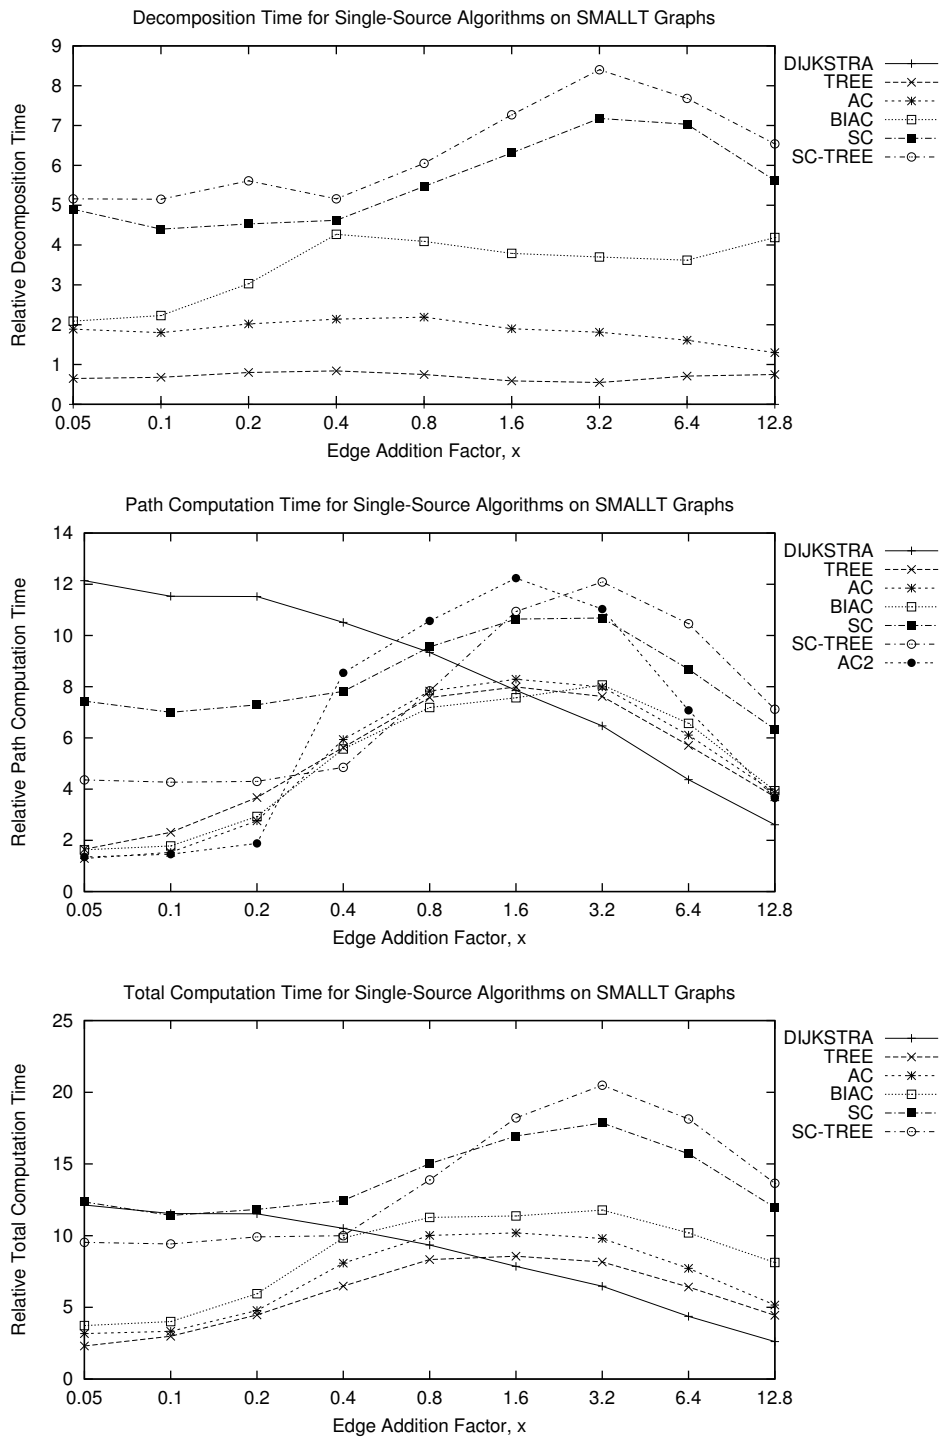 Decomposition Time for Single-Source Algorithms on SMALLT Graphs
9
8
7
6
5
4
3
2
1
0
Relative Decomposition Time
0.05 0.1 0.2 0.4 0.8 1.6 3.2 6.4 12.8
Edge Addition Factor, x
DIJKSTRA
TREE
AC
BIAC
SC
SC-TREE
Path Computation Time for Single-Source Algorithms on SMALLT Graphs
14
12
10
8
6
4
2
0
Relative Path Computation Time
0.05 0.1 0.2 0.4 0.8 1.6 3.2 6.4 12.8
Edge Addition Factor, x
DIJKSTRA
TREE
AC
BIAC
SC
SC-TREE
AC2
Total Computation Time for Single-Source Algorithms on SMALLT Graphs
25
20
15
10
5
0
Relative Total Computation Time
0.05 0.1 0.2 0.4 0.8 1.6 3.2 6.4 12.8
Edge Addition Factor, x
DIJKSTRA
TREE
AC
BIAC
SC
SC-TREE